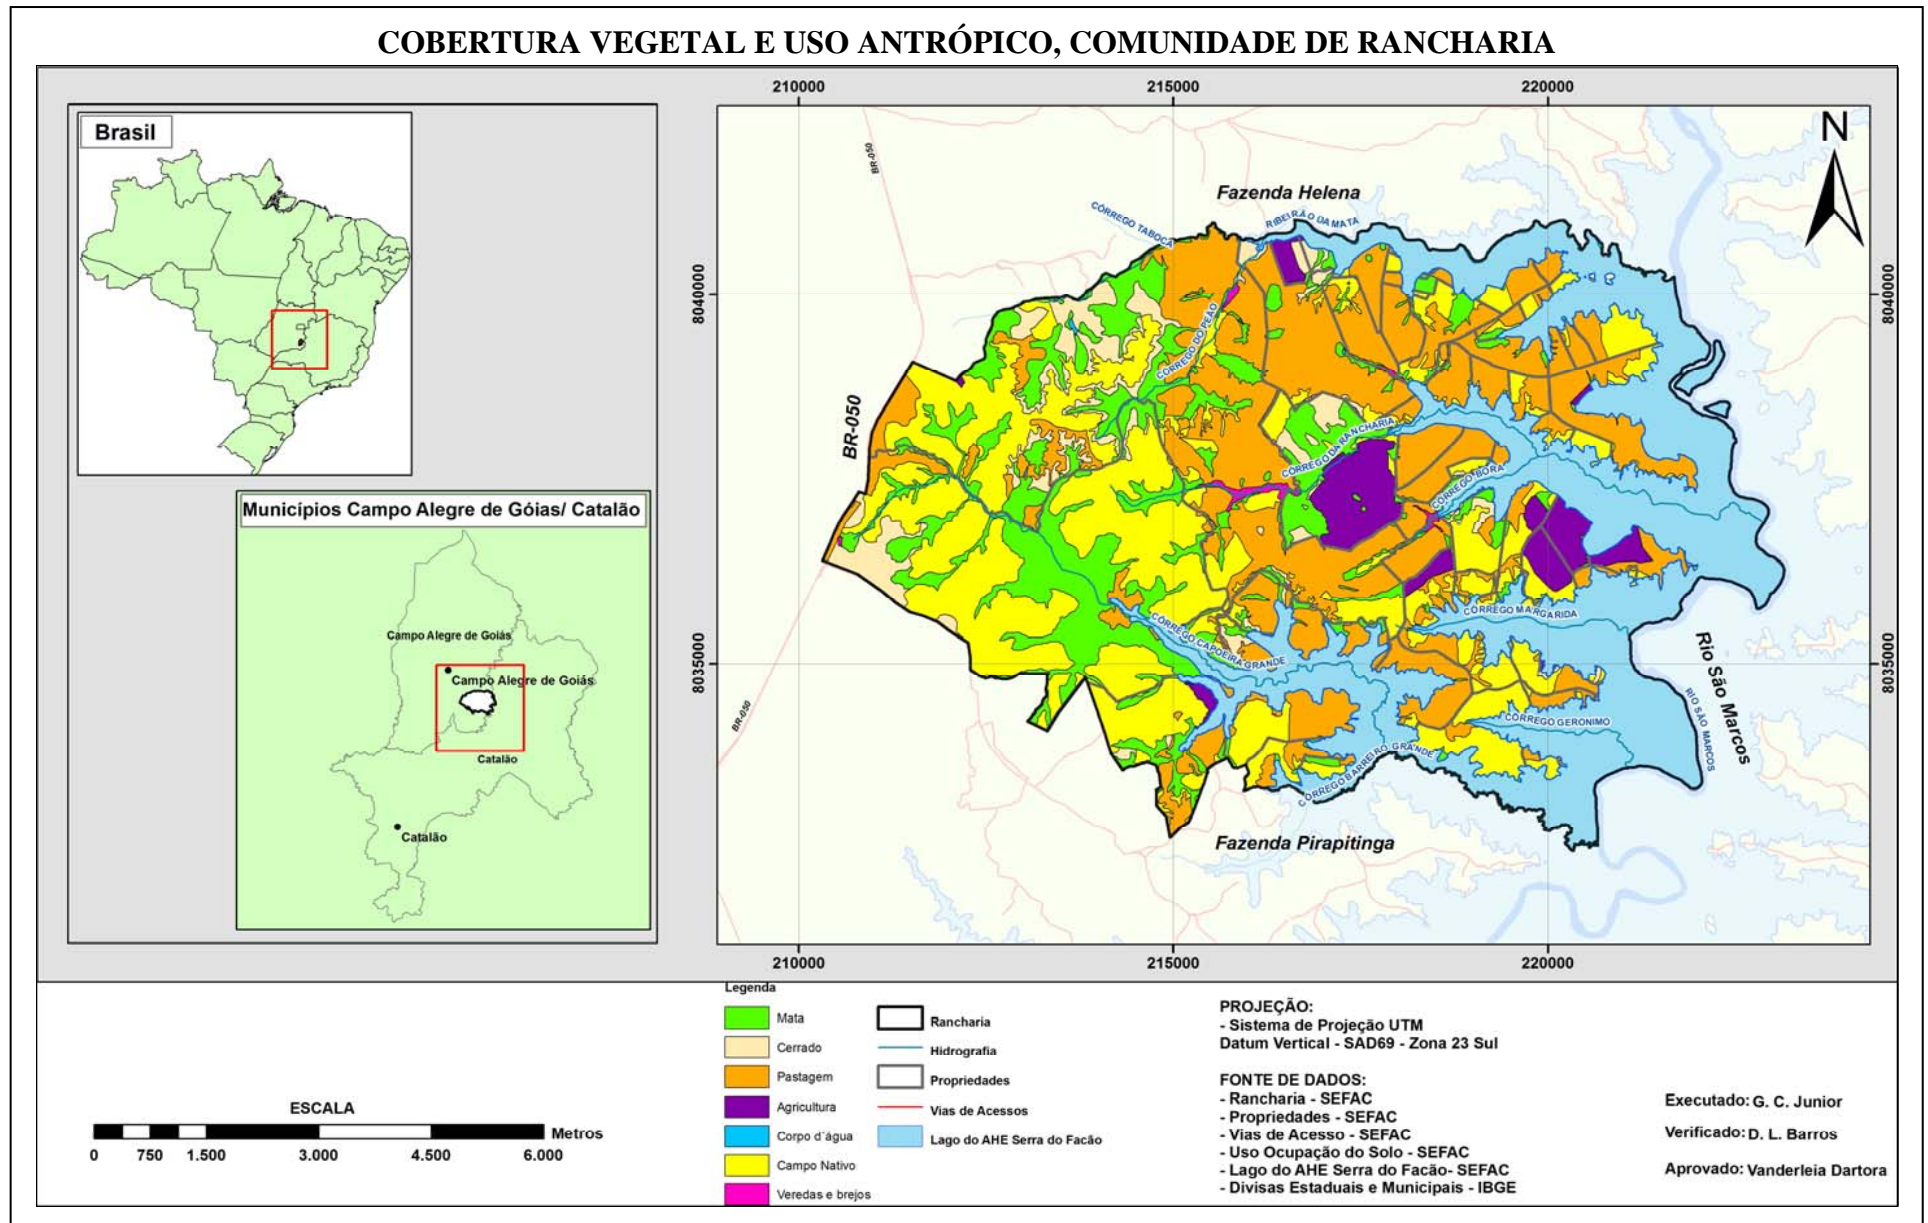 COBERTURA VEGETAL E USO ANTRÓPICO, COMUNIDADE DE RANCHARIA
Brasil
Municípios Campo Alegre de Góias/ Catalão
Campo Alegre de Goiás
Campo Alegre de Goiás
Catalão
Catalão
210000
215000
220000
8040000
8040000
8035000
8035000
210000
215000
220000
N
BR-050
BR-050
BR-050
Fazenda Helena
CÓRREGO TABOCA
RIBEIRÃO DA MATA
CÓRREGO DO PEÃO
CÓRREGO DA RANCHARIA
CÓRREGO BORA
CÓRREGO MARGARIDA
CÓRREGO CAPOEIRA GRANDE
CÓRREGO GERONIMO
CÓRREGO BARREIRO GRANDE
Rio São Marcos
RIO SÃO MARCOS
Fazenda Pirapitinga
ESCALA
Metros
0 750 1.500 3.000 4.500 6.000
Legenda
Mata
Cerrado
Pastagem
Agricultura
Corpo d´água
Campo Nativo
Veredas e brejos
Rancharia
Hidrografia
Propriedades
Vias de Acessos
Lago do AHE Serra do Facão
PROJEÇÃO:
- Sistema de Projeção UTM
Datum Vertical - SAD69 - Zona 23 Sul
FONTE DE DADOS:
- Rancharia - SEFAC
- Propriedades - SEFAC
- Vias de Acesso - SEFAC
- Uso Ocupação do Solo - SEFAC
- Lago do AHE Serra do Facão- SEFAC
- Divisas Estaduais e Municipais - IBGE
Executado: G. C. Junior
Verificado: D. L. Barros
Aprovado: Vanderleia Dartora